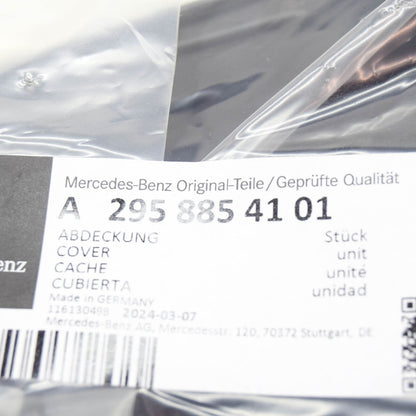 Mercedes-Benz Original-Teile/Geprüfte Qualität
A 295 885 41 01
ABDECKUNG Stück
COVER unit
CACHE unité
CUBIERTA unidad
enz
Made in GERMANY
116130498 2024-03-07
Mercedes-Benz AG, Mercedesstr. 120, 70372 Stuttgart, DE